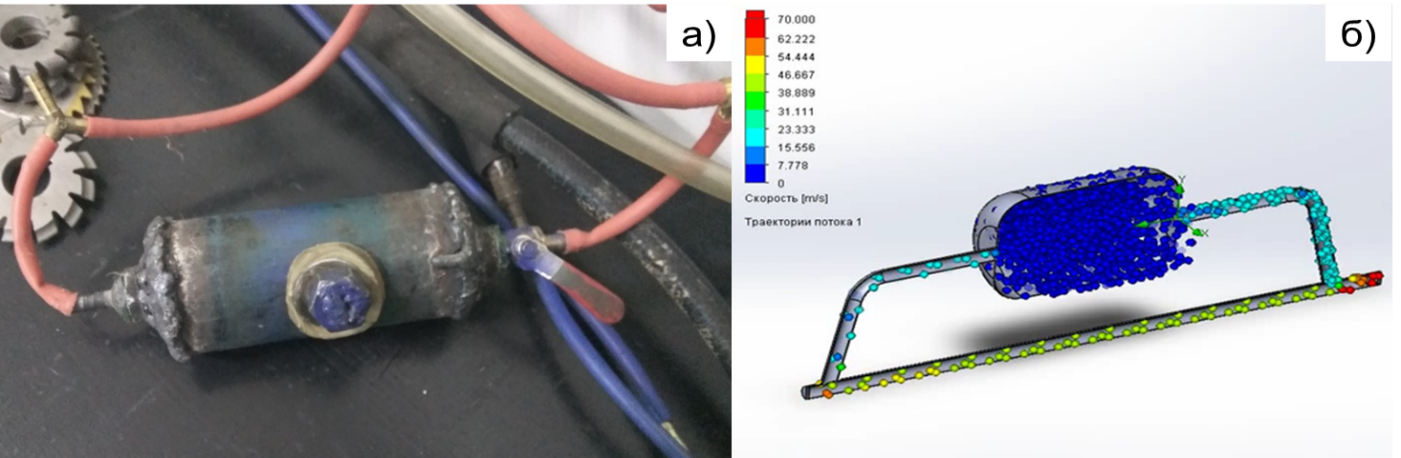 а)
70.000
62.222
54.444
46.667
38.889
31.111
23.333
15.556
7.778
0
Скорость [m/s]
Траектории потока 1
б)
Y
X